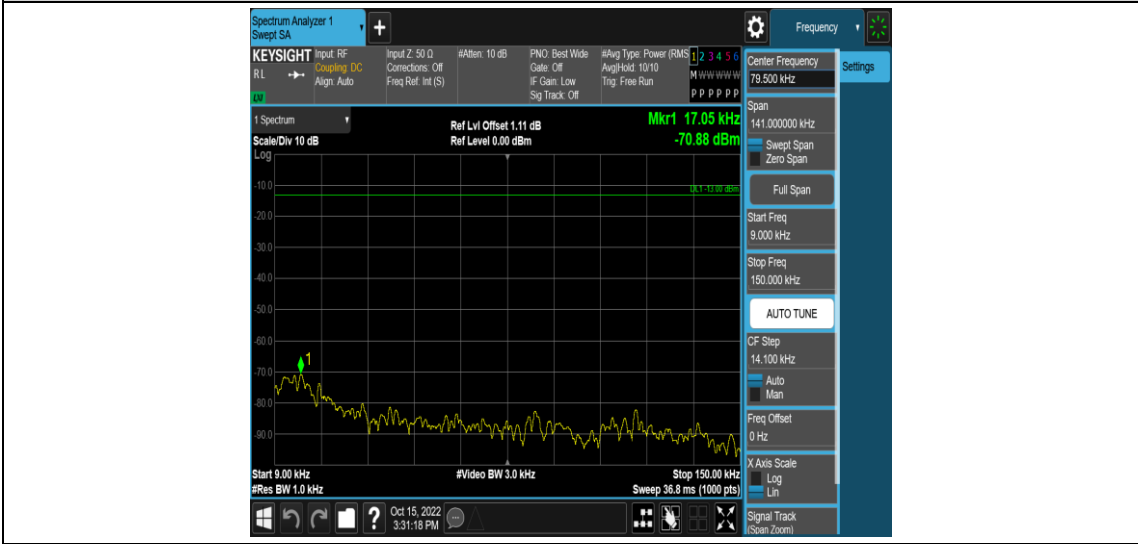 Spectrum Analyzer 1
Swept SA
+
Frequency
KEYSIGHT
RL
LNI
Input: RF
Coupling: DC
Align: Auto
Input Z: 50 Ω
Corrections: Off
Freq Ref: Int (S)
#Atten: 10 dB
PNO: Best Wide
Gate: Off
IF Gain: Low
Sig Track: Off
#Avg Type: Power (RMS
Avg|Hold: 10/10
Trig: Free Run
1 2 3 4 5 6
M W W W W W
P P P P P P
1 Spectrum
Scale/Div 10 dB
Log
Ref Lvl Offset 1.11 dB
Ref Level 0.00 dBm
Mkr1 17.05 kHz
-70.88 dBm
DL1 -13.00 dBm
-10.0
-20.0
-30.0
-40.0
-50.0
-60.0
-70.0
-80.0
-90.0
1
Start 9.00 kHz
#Res BW 1.0 kHz
#Video BW 3.0 kHz
Stop 150.00 kHz
Sweep 36.8 ms (1000 pts)
?
Oct 15, 2022
3:31:18 PM
Center Frequency
79.500 kHz
Settings
Span
141.000000 kHz
Swept Span
Zero Span
Full Span
Start Freq
9.000 kHz
Stop Freq
150.000 kHz
AUTO TUNE
CF Step
14.100 kHz
Auto
Man
Freq Offset
0 Hz
X Axis Scale
Log
Lin
Signal Track
(Span Zoom)